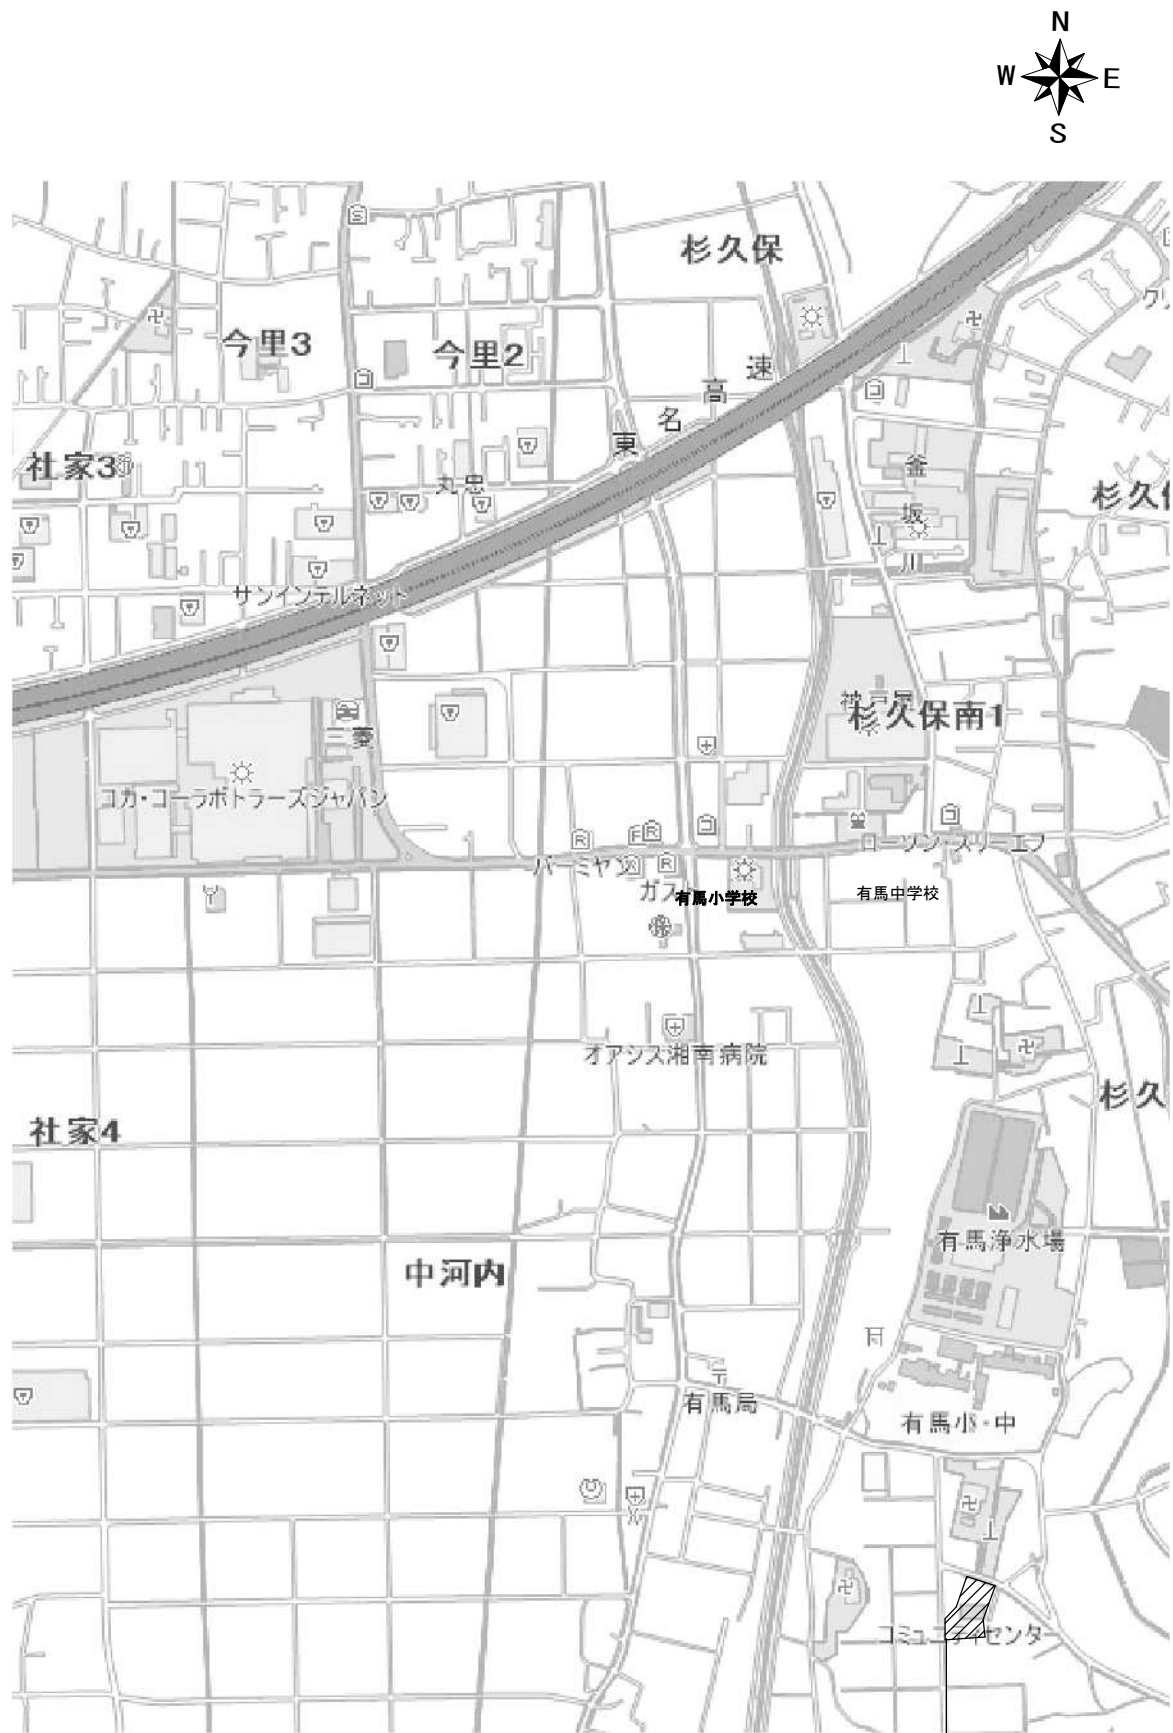 N
W
E
S
杉久保
今里3
今里2
東名高速
社家3
丸忠
釜坂川
サンインテルネット
神戸屋
杉久保南1
三菱
コカ・コーラボトラーズジャパン
ローソン・スリーエフ
バーミヤン
ガスト
有馬小学校
有馬中学校
オアシス湘南病院
杉久
社家4
有馬浄水場
中河内
有馬局
有馬小・中
コミュニティセンター